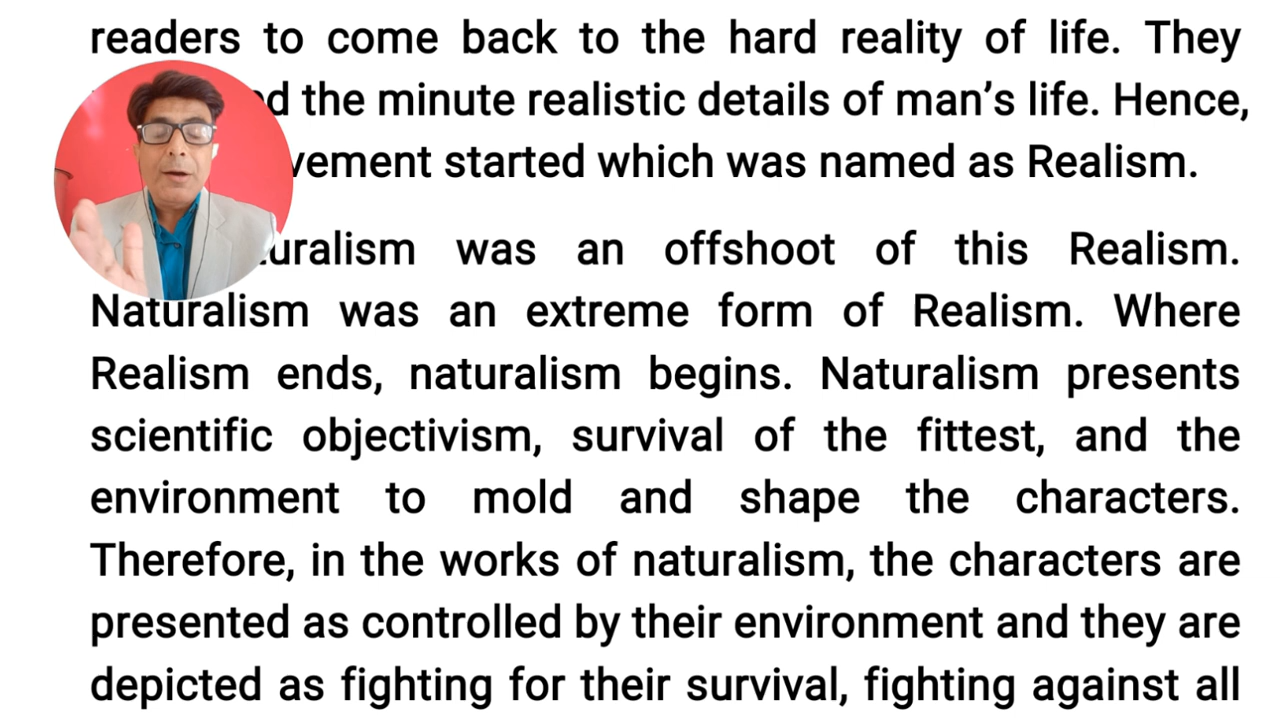 readers to come back to the hard reality of life. They
the minute realistic details of man's life. Hence,
started which was named as Realism.
was an offshoot of this Realism.
Naturalism was an extreme form of Realism. Where
Realism ends, naturalism begins. Naturalism presents
scientific objectivism, survival of the fittest, and the
environment to mold and shape the characters.
Therefore, in the works of naturalism, the characters are
presented as controlled by their environment and they are
depicted as fighting for their survival, fighting against all